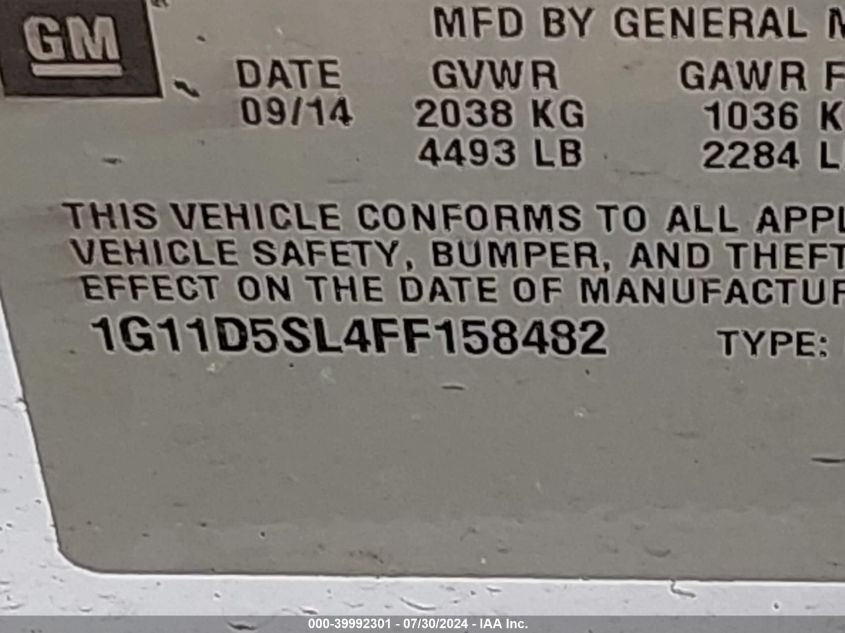 GM
MFD BY GENERAL
DATE GVWR GAWR
09/14 2038 KG 1036
4493 LB 2284
THIS VEHICLE CONFORMS TO ALL
VEHICLE SAFETY, BUMPER, AND THEFT
EFFECT ON THE DATE OF
1G11D5SL4FF158482 TYPE:
000-39992301 - 07/30/2024 - IAA Inc.